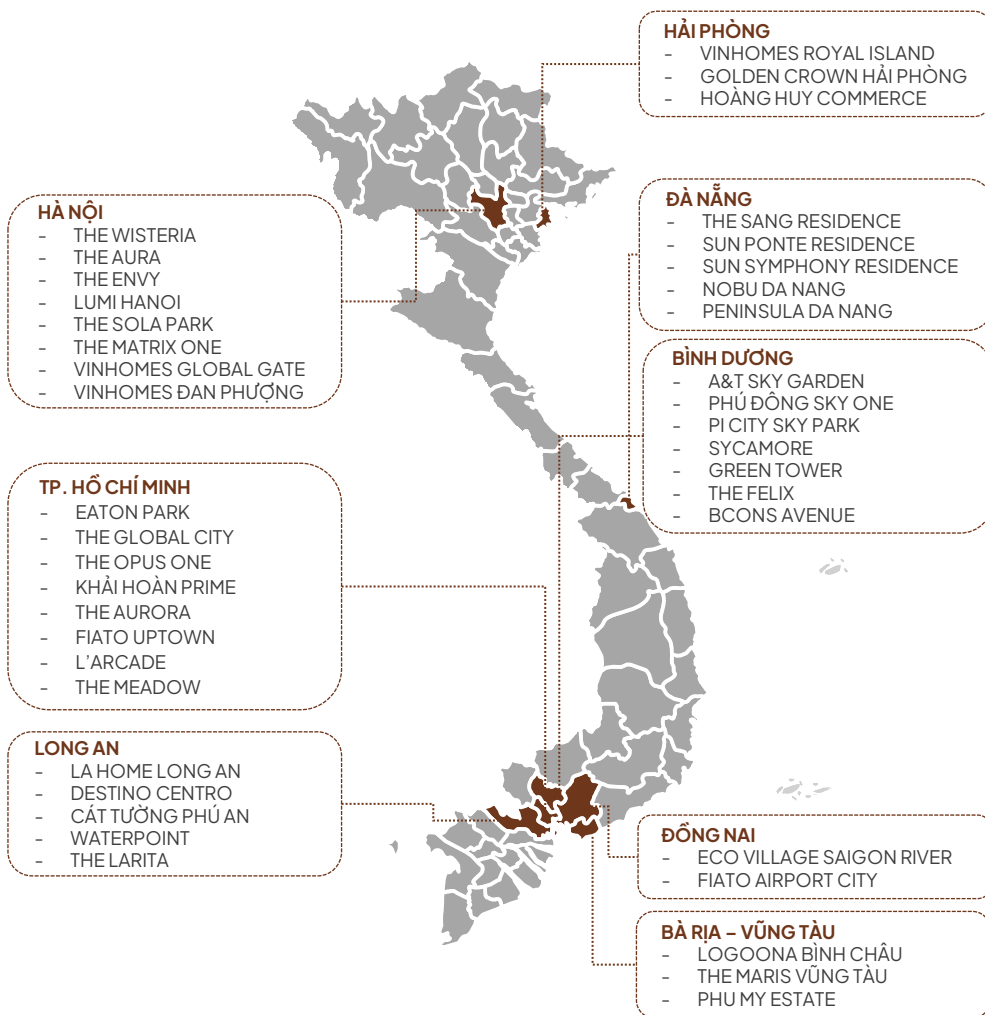 HẢI PHÒNG
- VINHOMES ROYAL ISLAND
- GOLDEN CROWN HẢI PHÒNG
- HOÀNG HUY COMMERCE
HÀ NỘI
- THE WISTERIA
- THE AURA
- THE ENVY
- LUMI HANOI
- THE SOLA PARK
- THE MATRIX ONE
- VINHOMES GLOBAL GATE
- VINHOMES ĐAN PHƯỢNG
ĐÀ NẴNG
- THE SANG RESIDENCE
- SUN PONTE RESIDENCE
- SUN SYMPHONY RESIDENCE
- NOBU DA NANG
- PENINSULA DA NANG
BÌNH DƯƠNG
- A&T SKY GARDEN
- PHÚ ĐÔNG SKY ONE
- PI CITY SKY PARK
- SYCAMORE
- GREEN TOWER
- THE FELIX
- BCONS AVENUE
TP. HỒ CHÍ MINH
- EATON PARK
- THE GLOBAL CITY
- THE OPUS ONE
- KHẢI HOÀN PRIME
- THE AURORA
- FIATO UPTOWN
- L’ARCADE
- THE MEADOW
LONG AN
- LA HOME LONG AN
- DESTINO CENTRO
- CÁT TƯỜNG PHÚ AN
- WATERPOINT
- THE LARITA
ĐỒNG NAI
- ECO VILLAGE SAIGON RIVER
- FIATO AIRPORT CITY
BÀ RỊA – VŨNG TÀU
- LOGOONA BÌNH CHÂU
- THE MARIS VŨNG TÀU
- PHU MY ESTATE